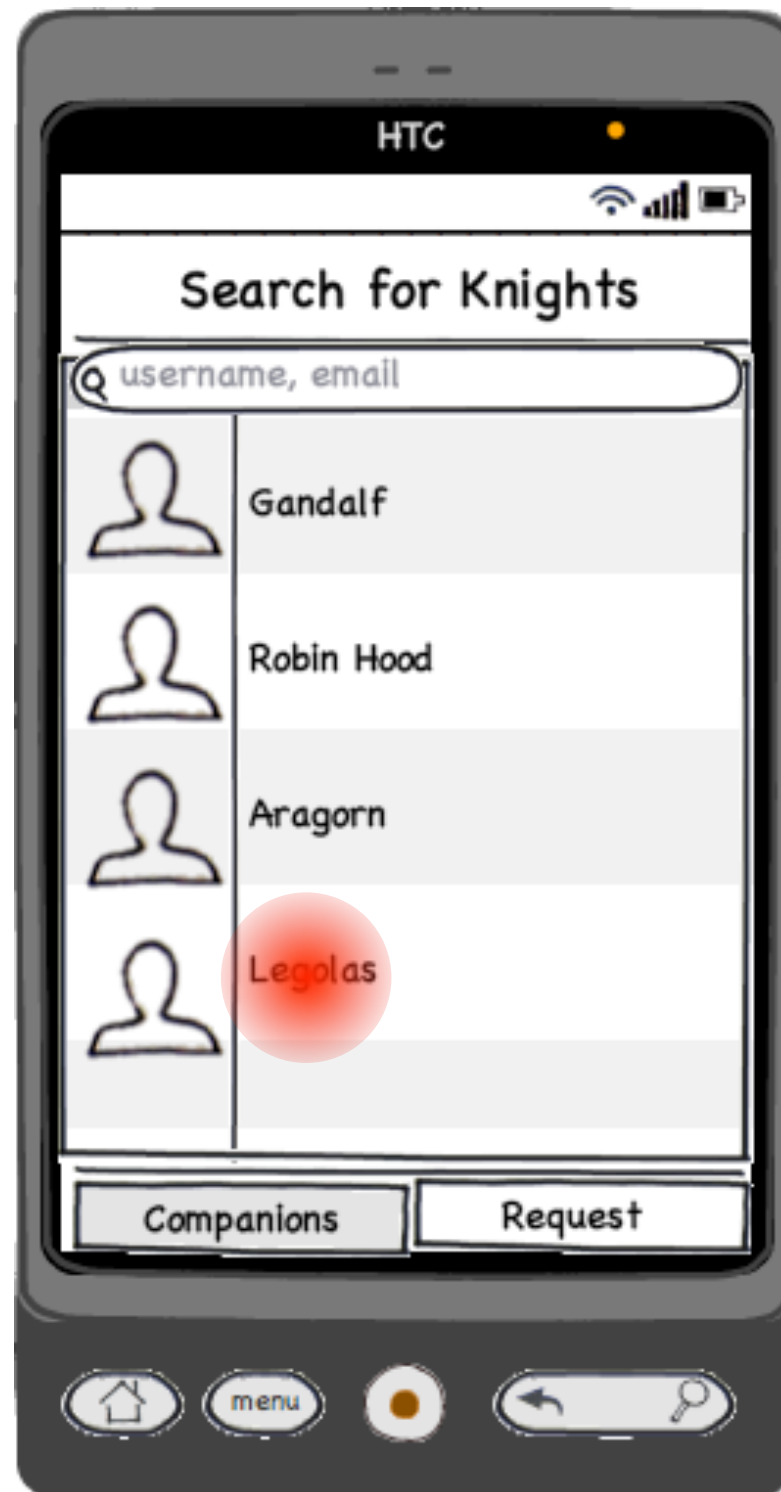 HTC
Search for Knights
username, email
Gandalf
Robin Hood
Aragorn
Legolas
Companions
Request
menu